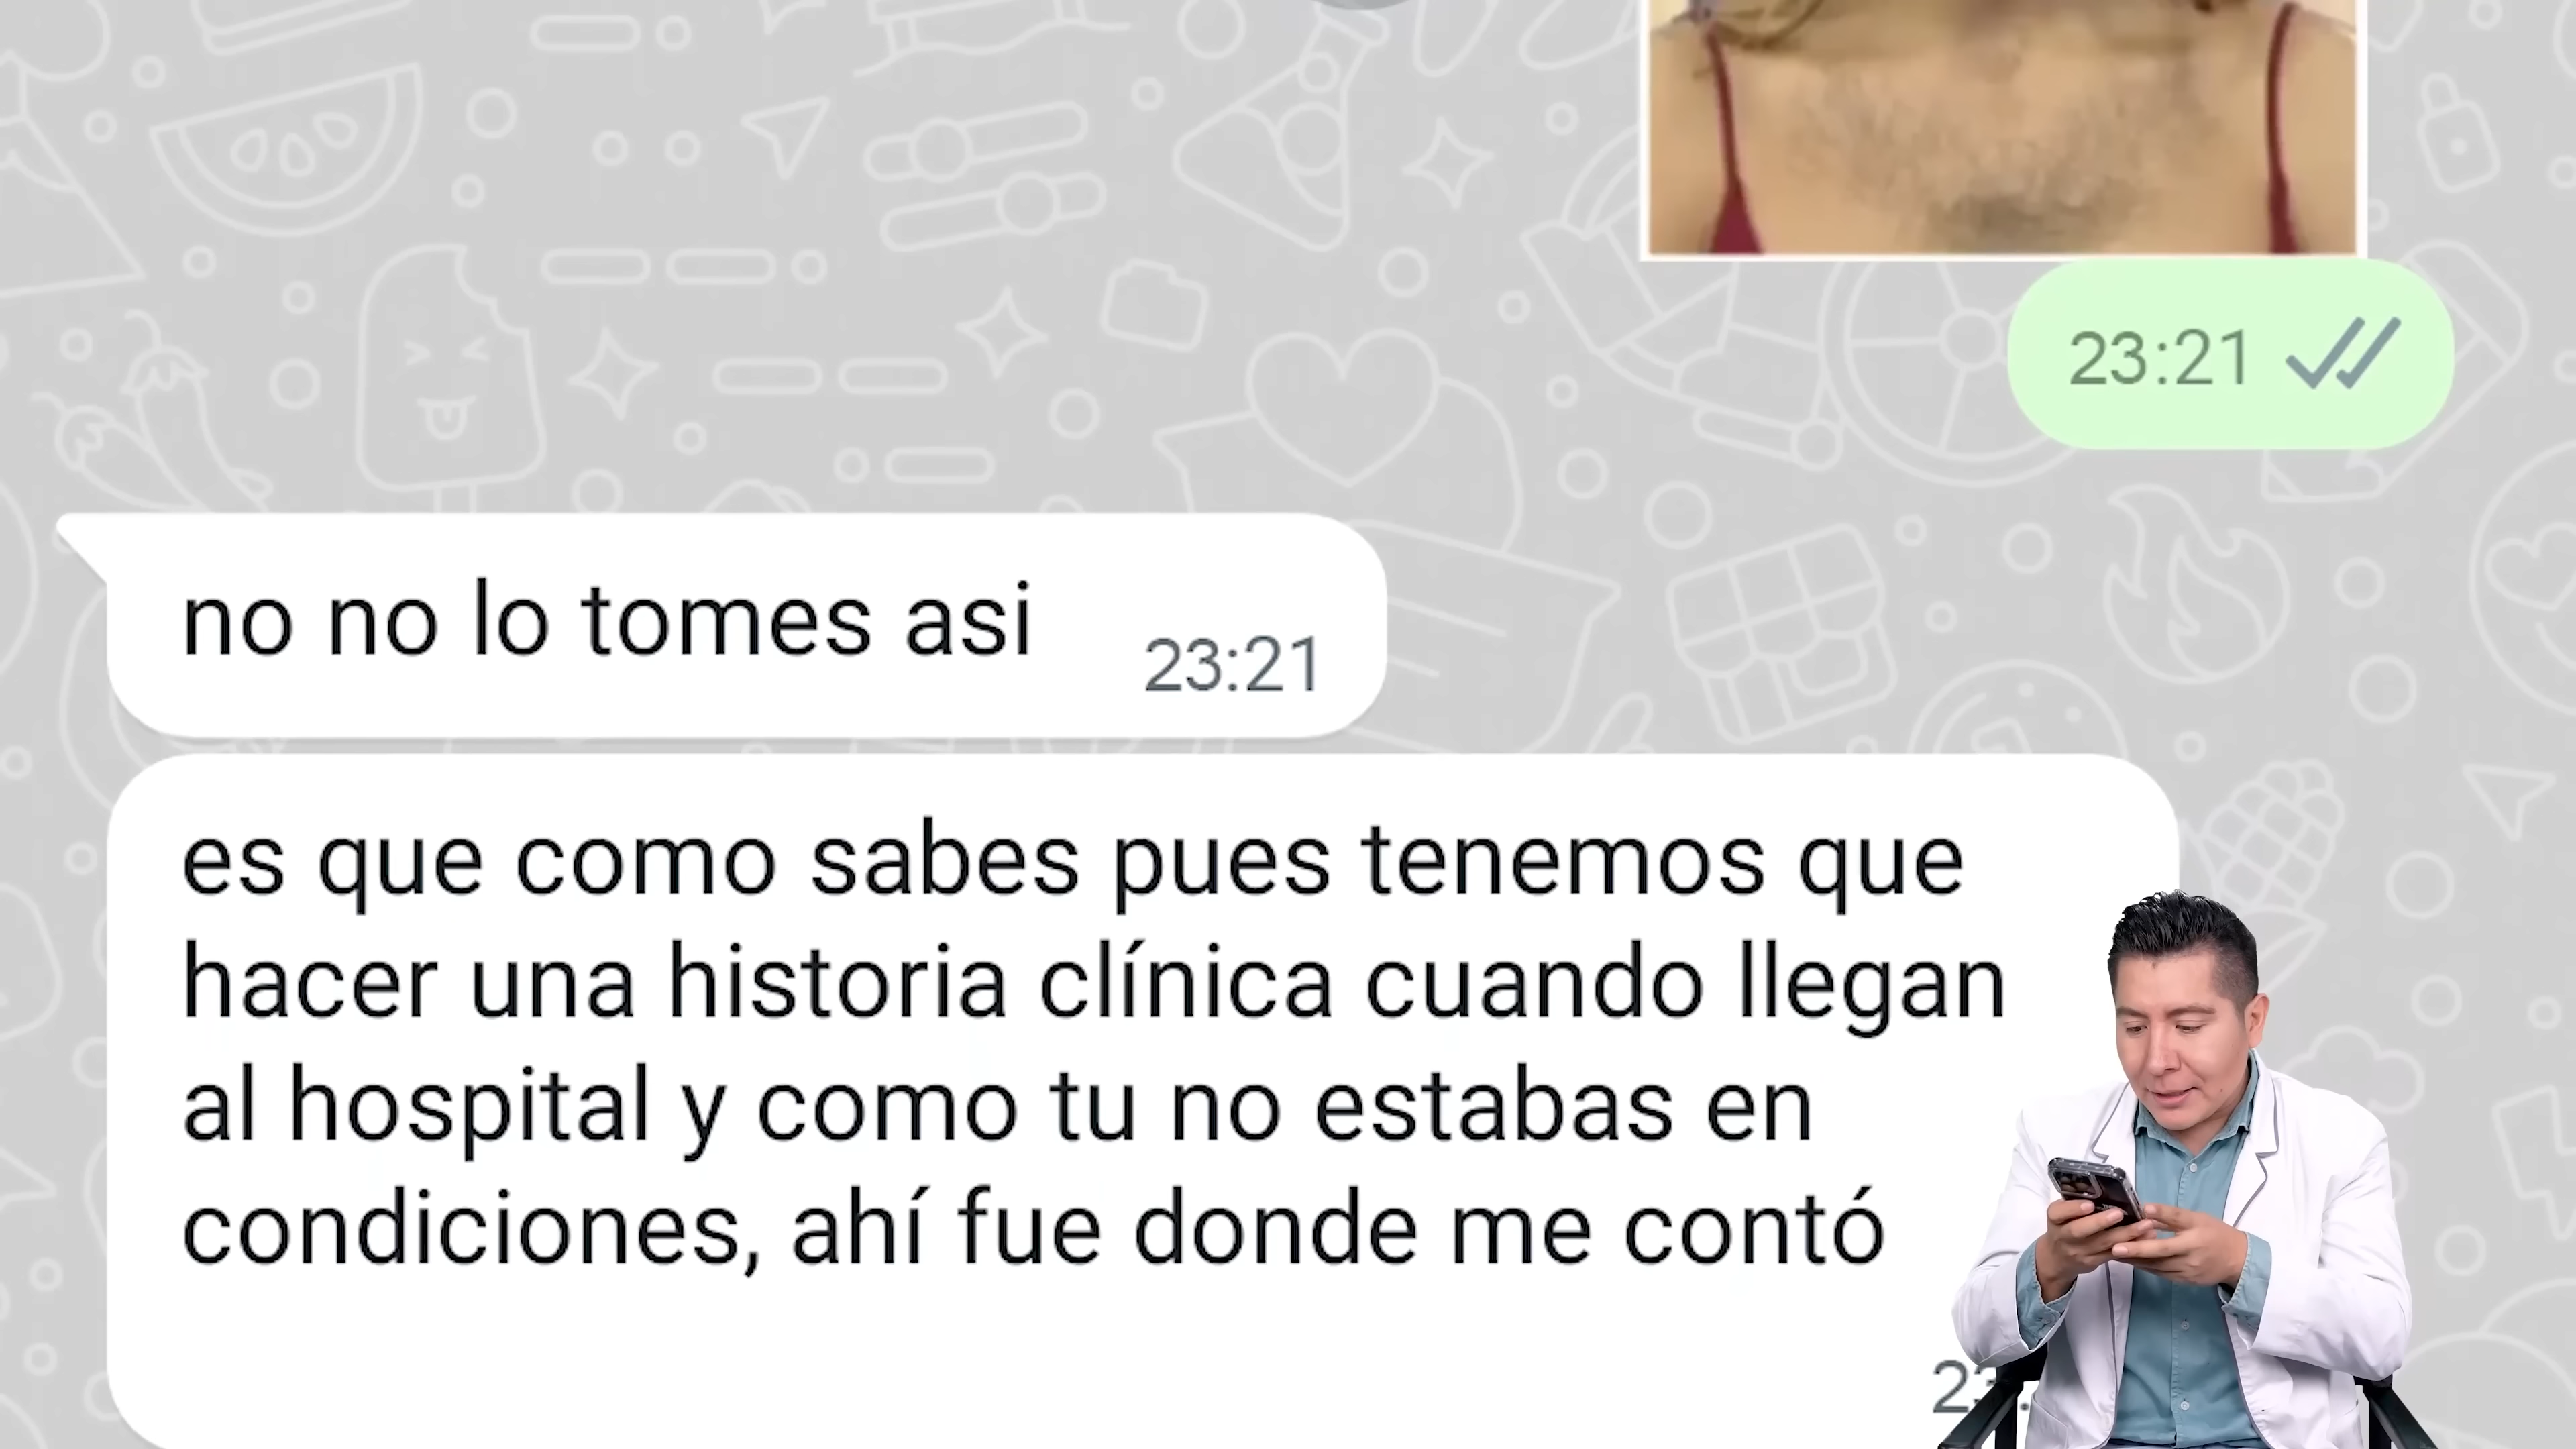 23:21
no no lo tomes asi
23:21
es que como sabes pues tenemos que
hacer una historia clínica cuando llegan
al hospital y como tu no estabas en
condiciones, ahí fue donde me contó